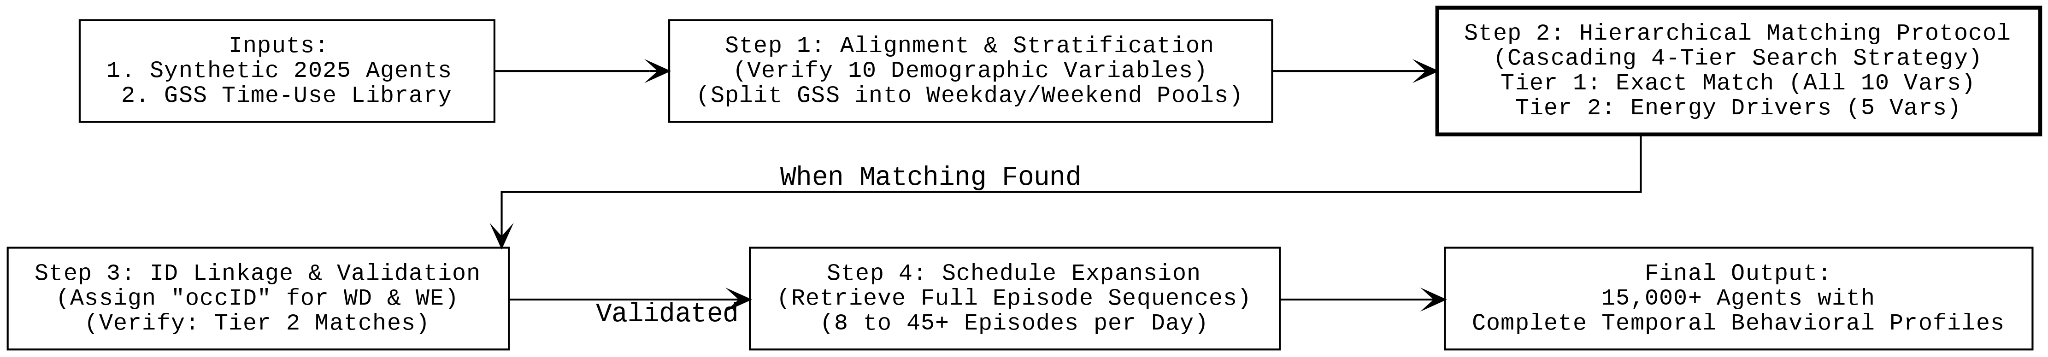 Inputs:
1. Synthetic 2025 Agents
2. GSS Time-Use Library
Step 1: Alignment & Stratification
(Verify 10 Demographic Variables)
(Split GSS into Weekday/Weekend Pools)
Step 2: Hierarchical Matching Protocol
(Cascading 4-Tier Search Strategy)
Tier 1: Exact Match (All 10 Vars)
Tier 2: Energy Drivers (5 Vars)
When Matching Found
Step 3: ID Linkage & Validation
(Assign "occID" for WD & WE)
(Verify: Tier 2 Matches)
Validated
Step 4: Schedule Expansion
(Retrieve Full Episode Sequences)
(8 to 45+ Episodes per Day)
Final Output:
15,000+ Agents with
Complete Temporal Behavioral Profiles